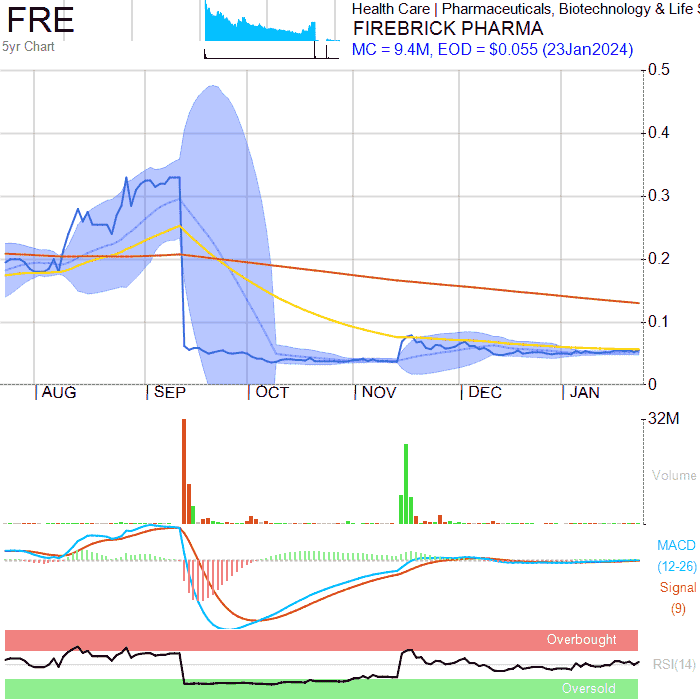 FRE
5yr Chart
Health Care | Pharmaceuticals, Biotechnology & Life S
FIREBRICK PHARMA
MC = 9.4M, EOD = $0.055 (23Jan2024)
0.5
0.4
0.3
0.2
0.1
0
AUG SEP OCT NOV DEC JAN
32M
Volume
MACD
(12-26)
Signal
(9)
Overbought
RSI(14)
Oversold